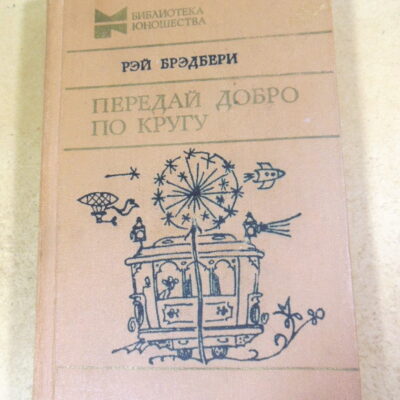 БИБЛИОТЕКА
ЮНОШЕСТВА
РЭЙ БРЭДБЕРИ
ПЕРЕДАЙ ДОБРО
ПО КРУГУ